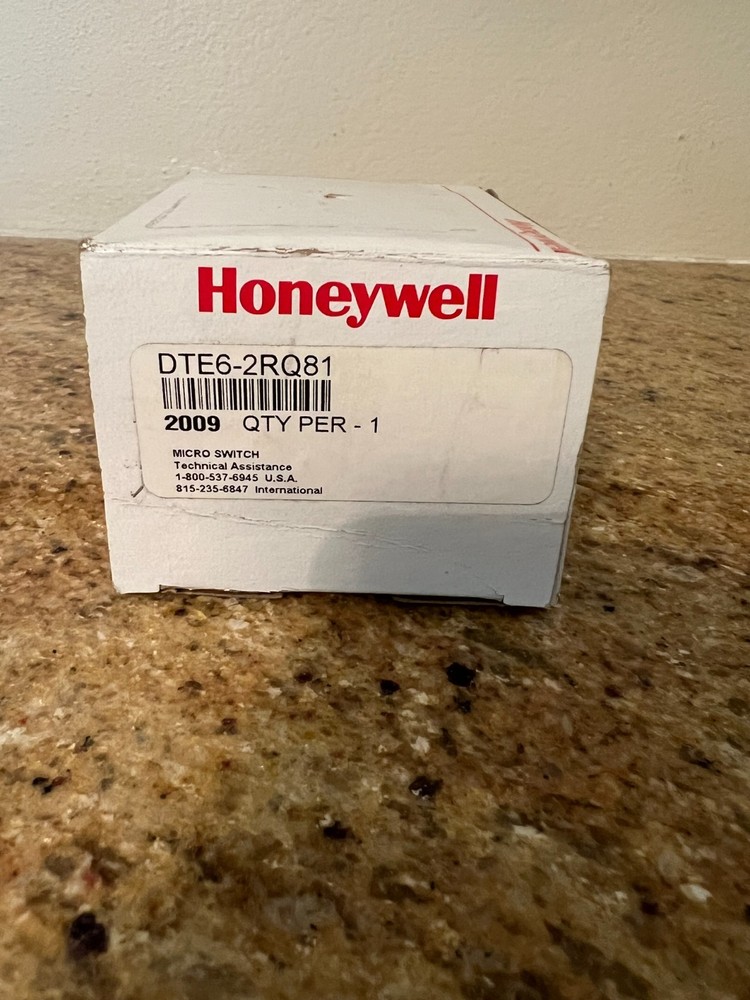 Honeywell
Honeywell
DTE6-2RQ81
2009 QTY PER - 1
MICRO SWITCH
Technical Assistance
1-800-537-6945 U.S.A.
815-235-6847 International